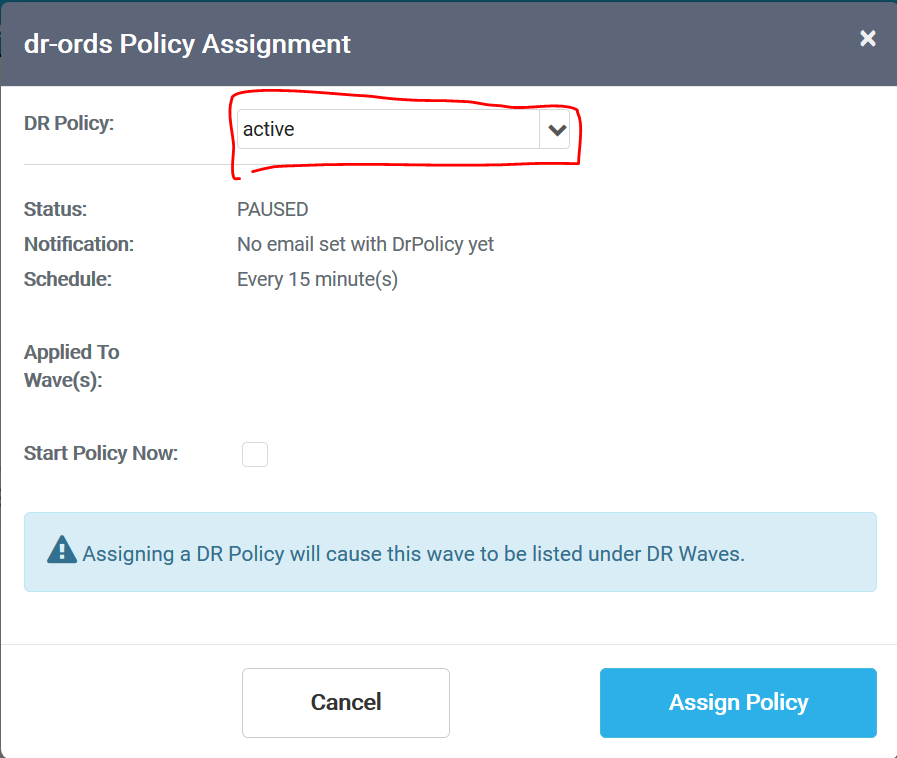 dr-ords Policy Assignment
DR Policy: active
Status: PAUSED
Notification: No email set with DrPolicy yet
Schedule: Every 15 minute(s)
Applied To
Wave(s):
Start Policy Now:
Assigning a DR Policy will cause this wave to be listed under DR Waves.
Cancel Assign Policy